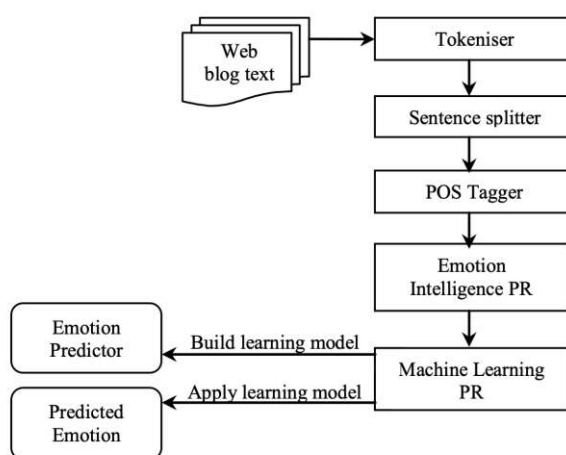 Web
blog text
Tokeniser
Sentence splitter
POS Tagger
Emotion
Intelligence PR
Emotion
Predictor
Build learning model
Machine Learning
PR
Predicted
Emotion
Apply learning model